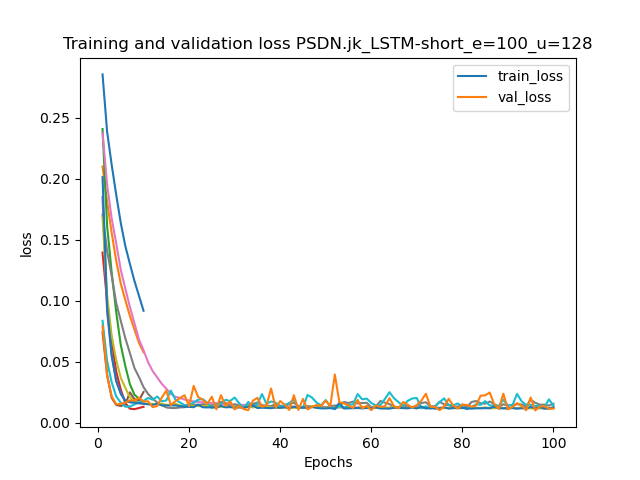 Training and validation loss PSDN.jk_LSTM-short_e=100_u=128
train_loss
val_loss
0.25
0.20
0.15
0.10
0.05
0.00
loss
0 20 40 60 80 100
Epochs